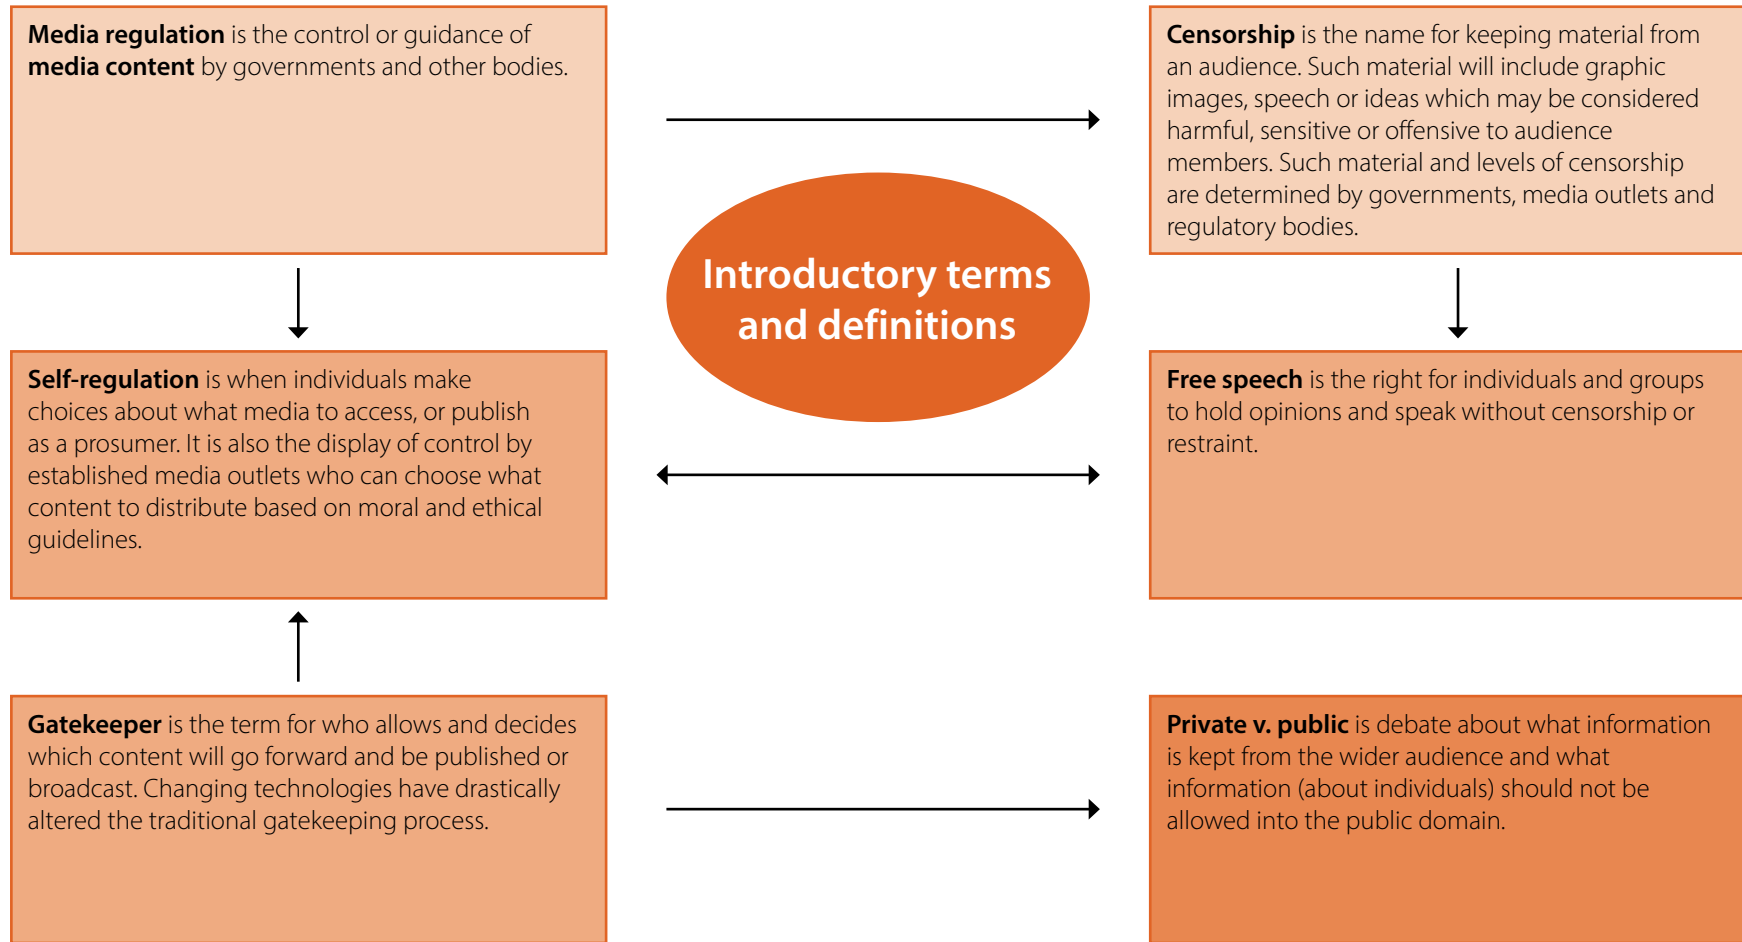 Media regulation is the control or guidance of
media content by governments and other bodies.
Censorship is the name for keeping material from
an audience. Such material will include graphic
images, speech or ideas which may be considered
harmful, sensitive or offensive to audience
members. Such material and levels of censorship
are determined by governments, media outlets and
regulatory bodies.
Introductory terms
and definitions
Self-regulation is when individuals make
choices about what media to access, or publish
as a prosumer. It is also the display of control by
established media outlets who can choose what
content to distribute based on moral and ethical
guidelines.
Free speech is the right for individuals and groups
to hold opinions and speak without censorship or
restraint.
Gatekeeper is the term for who allows and decides
which content will go forward and be published or
broadcast. Changing technologies have drastically
altered the traditional gatekeeping process.
Private v. public is debate about what information
is kept from the wider audience and what
information (about individuals) should not be
allowed into the public domain.